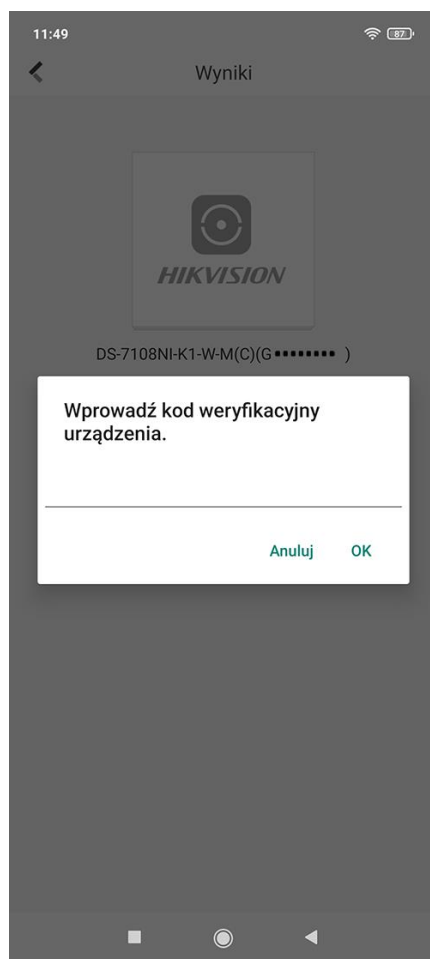 11:49
87
Wyniki
HIKVISION
DS-7108NI-K1-W-M(C)(G•••••••• )
Wprowadź kod weryfikacyjny
urządzenia.
Anuluj OK